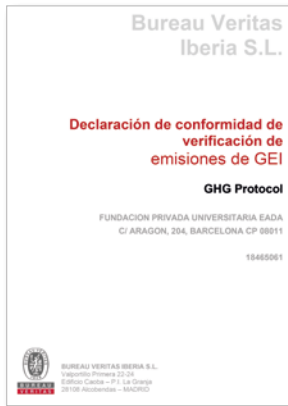 Bureau Veritas
Iberia S.L.
Declaración de conformidad de
verificación de
emisiones de GEI
GHG Protocol
FUNDACION PRIVADA UNIVERSITARIA EADA
C/ ARAGON, 204, BARCELONA CP 08011
18465061
BUREAU VERITAS IBERIA S.L.
Valportillo Primera 22-24
Edificio Caoba – P.I. La Granja
28108 Alcobendas – MADRID
BUREAU
VERITAS